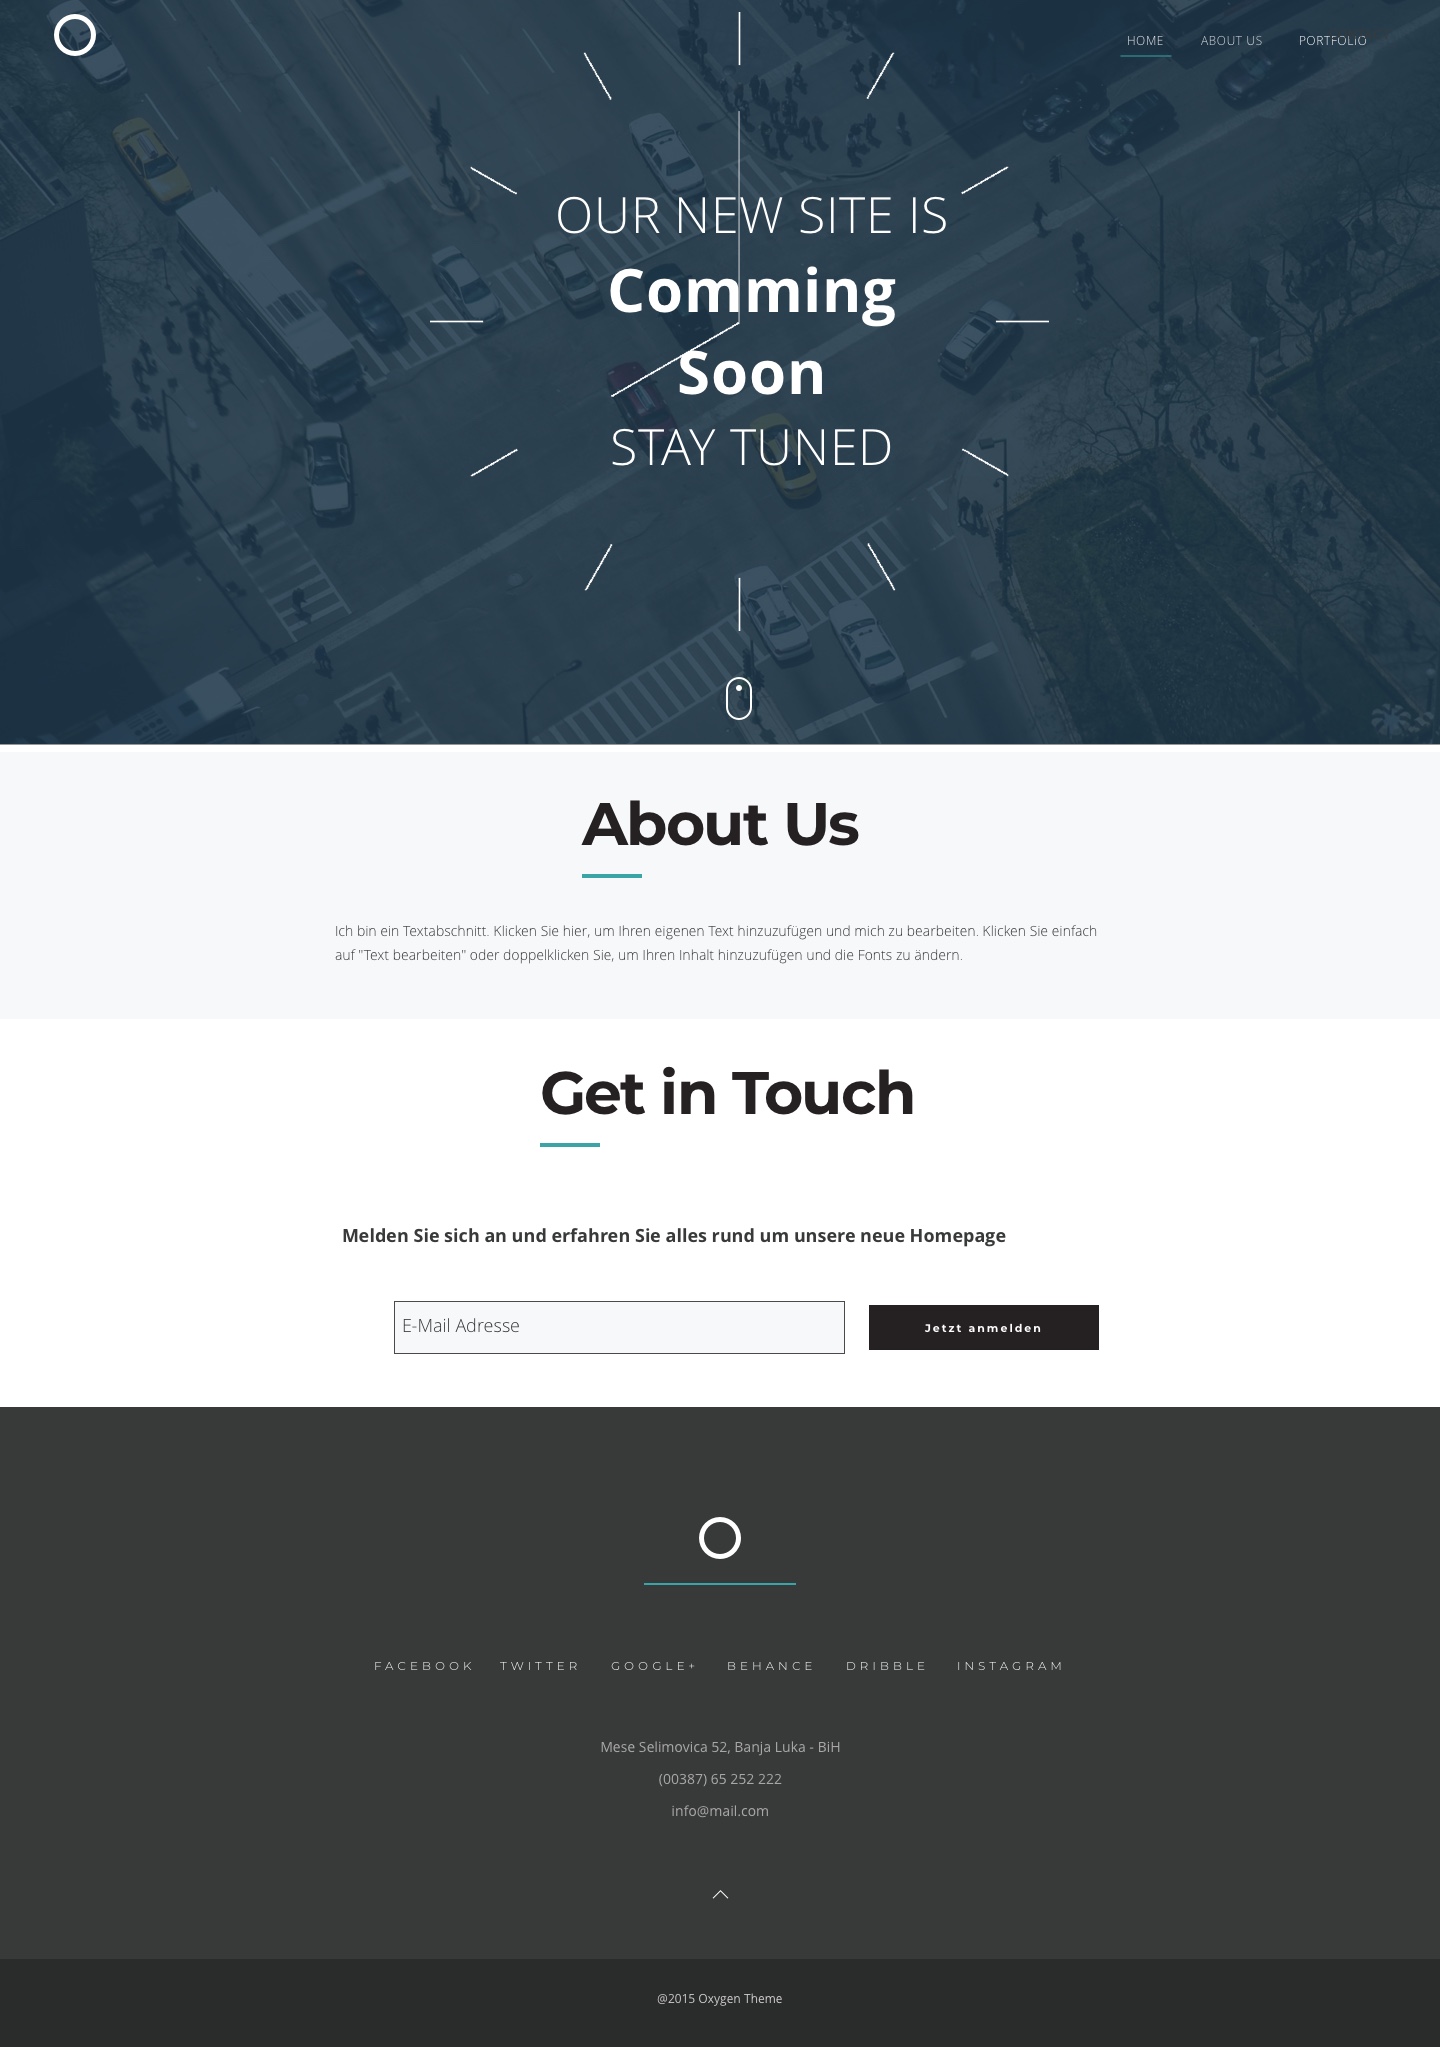 HOME ABOUT US PORTFOLIO
OUR NEW SITE IS
Comming
Soon
STAY TUNED
About Us
Ich bin ein Textabschnitt. Klicken Sie hier, um Ihren eigenen Text hinzuzufügen und mich zu bearbeiten. Klicken Sie einfach
auf "Text bearbeiten" oder doppelklicken Sie, um Ihren Inhalt hinzuzufügen und die Fonts zu ändern.
Get in Touch
Melden Sie sich an und erfahren Sie alles rund um unsere neue Homepage
E-Mail Adresse
Jetzt anmelden
FACEBOOK TWITTER GOOGLE+ BEHANCE DRIBBLE INSTAGRAM
Mese Selimovica 52, Banja Luka - BiH
(00387) 65 252 222
info@mail.com
@2015 Oxygen Theme